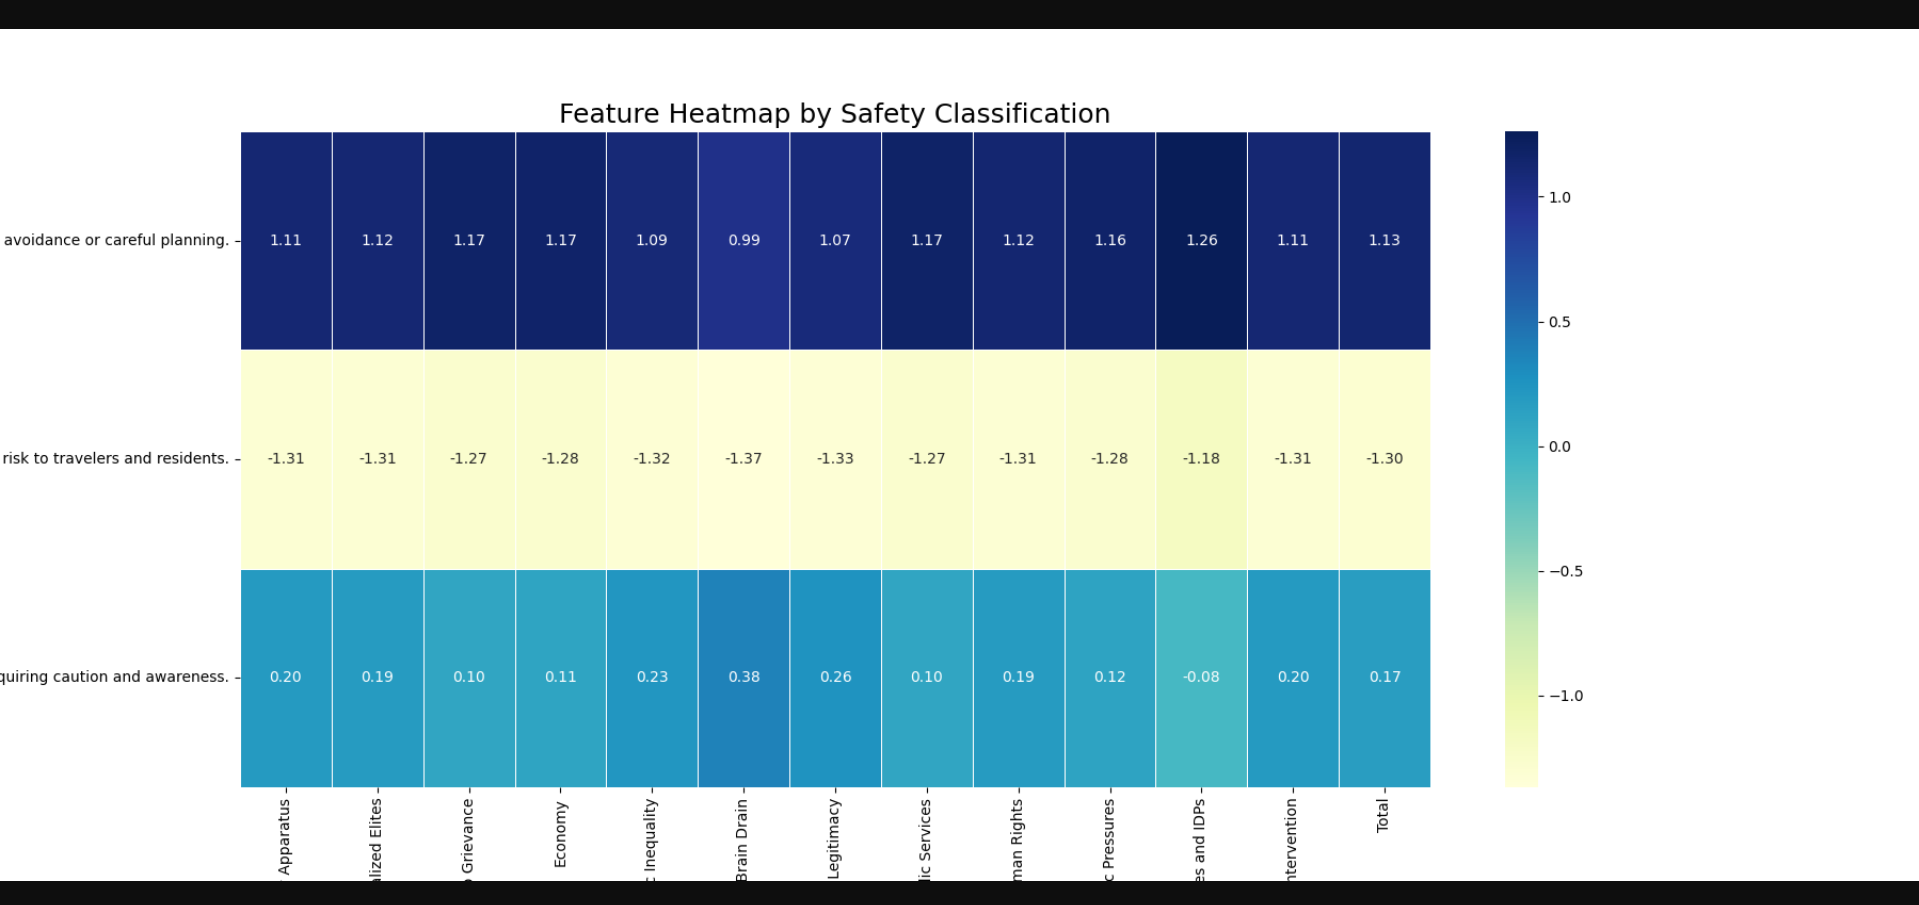 Feature Heatmap by Safety Classification
avoidance or careful planning.
1.11 1.12 1.17 1.17 1.09 0.99 1.07 1.17 1.12 1.16 1.26 1.11 1.13
risk to travelers and residents.
-1.31 -1.31 -1.27 -1.28 -1.32 -1.37 -1.33 -1.27 -1.31 -1.28 -1.18 -1.31 -1.30
quiring caution and awareness.
0.20 0.19 0.10 0.11 0.23 0.38 0.26 0.10 0.19 0.12 -0.08 0.20 0.17
Apparatus
alized Elites
Grievance
Economy
c Inequality
Brain Drain
Legitimacy
lic Services
man Rights
c Pressures
es and IDPs
ntervention
Total
1.0
0.5
0.0
−0.5
−1.0